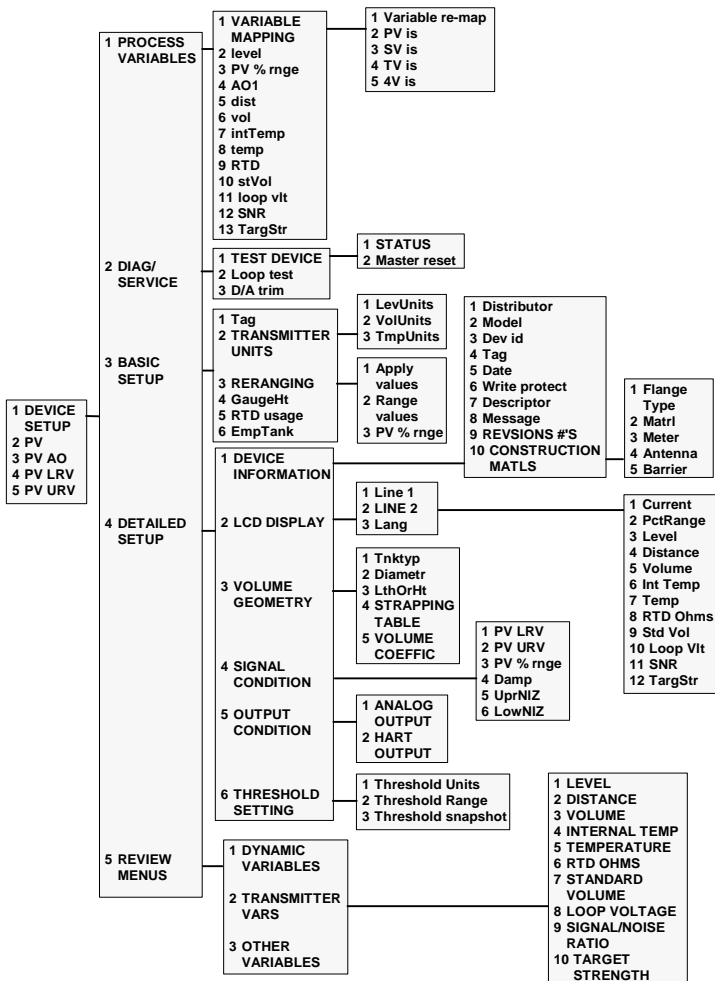 1 DEVICE
SETUP
2 PV
3 PV AO
4 PV LRV
5 PV URV
1 PROCESS
VARIABLES
2 DIAG/
SERVICE
3 BASIC
SETUP
4 DETAILED
SETUP
5 REVIEW
MENUS
1 VARIABLE
MAPPING
2 level
3 PV % rnge
4 AO1
5 dist
6 vol
7 intTemp
8 temp
9 RTD
10 stVol
11 loop vlt
12 SNR
13 TargStr
1 Variable re-map
2 PV is
3 SV is
4 TV is
5 4V is
1 TEST DEVICE
2 Loop test
3 D/A trim
1 STATUS
2 Master reset
1 Tag
2 TRANSMITTER
UNITS
3 RERANGING
4 GaugeHt
5 RTD usage
6 EmpTank
1 LevUnits
2 VolUnits
3 TmpUnits
1 Apply
values
2 Range
values
3 PV % rnge
1 DEVICE
INFORMATION
2 LCD DISPLAY
3 VOLUME
GEOMETRY
4 SIGNAL
CONDITION
5 OUTPUT
CONDITION
6 THRESHOLD
SETTING
1 Distributor
2 Model
3 Dev id
4 Tag
5 Date
6 Write protect
7 Descriptor
8 Message
9 REVSIONS #'S
10 CONSTRUCTION
MATLS
1 Flange
Type
2 Matrl
3 Meter
4 Antenna
5 Barrier
1 Line 1
2 LINE 2
3 Lang
1 Current
2 PctRange
3 Level
4 Distance
5 Volume
6 Int Temp
7 Temp
8 RTD Ohms
9 Std Vol
10 Loop Vlt
11 SNR
12 TargStr
1 Tnktyp
2 Diametr
3 LthOrHt
4 STRAPPING
TABLE
5 VOLUME
COEFFIC
1 PV LRV
2 PV URV
3 PV % rnge
4 Damp
5 UprNIZ
6 LowNIZ
1 ANALOG
OUTPUT
2 HART
OUTPUT
1 Threshold Units
2 Threshold Range
3 Threshold snapshot
1 DYNAMIC
VARIABLES
2 TRANSMITTER
VARS
3 OTHER
VARIABLES
1 LEVEL
2 DISTANCE
3 VOLUME
4 INTERNAL TEMP
5 TEMPERATURE
6 RTD OHMS
7 STANDARD
VOLUME
8 LOOP VOLTAGE
9 SIGNAL/NOISE
RATIO
10 TARGET
STRENGTH